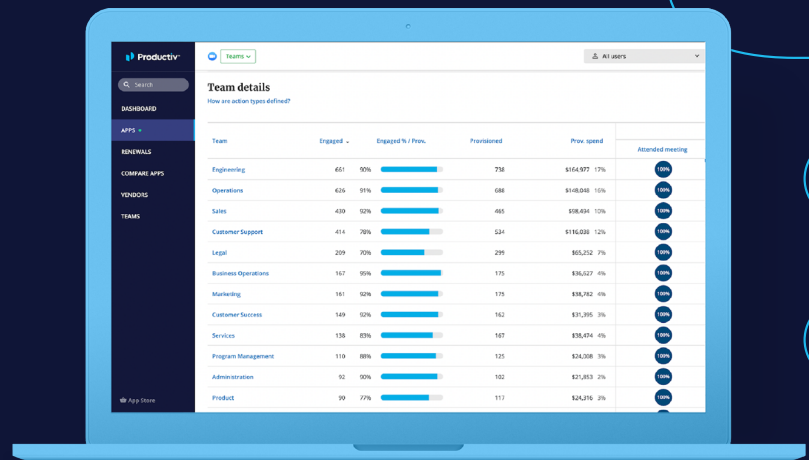 Productiv
Teams
All users
Search
Team details
How are action types defined?
DASHBOARD
APPS
RENEWALS
COMPARE APPS
VENDORS
TEAMS
App Store
Team Engaged Engaged % / Prov. Provisioned Prov. spend Attended meeting
Engineering 661 90% 738 $164,977 17% 100%
Operations 626 91% 688 $148,048 16% 100%
Sales 430 92% 465 $98,494 10% 100%
Customer Support 414 78% 534 $116,038 12% 100%
Legal 209 70% 299 $65,252 7% 100%
Business Operations 167 95% 175 $36,627 4% 100%
Marketing 161 92% 175 $38,782 4% 100%
Customer Success 149 92% 162 $31,395 3% 100%
Services 138 83% 167 $38,474 4% 100%
Program Management 110 88% 125 $24,008 3% 100%
Administration 92 90% 102 $21,853 2% 100%
Product 90 77% 117 $24,316 3% 100%